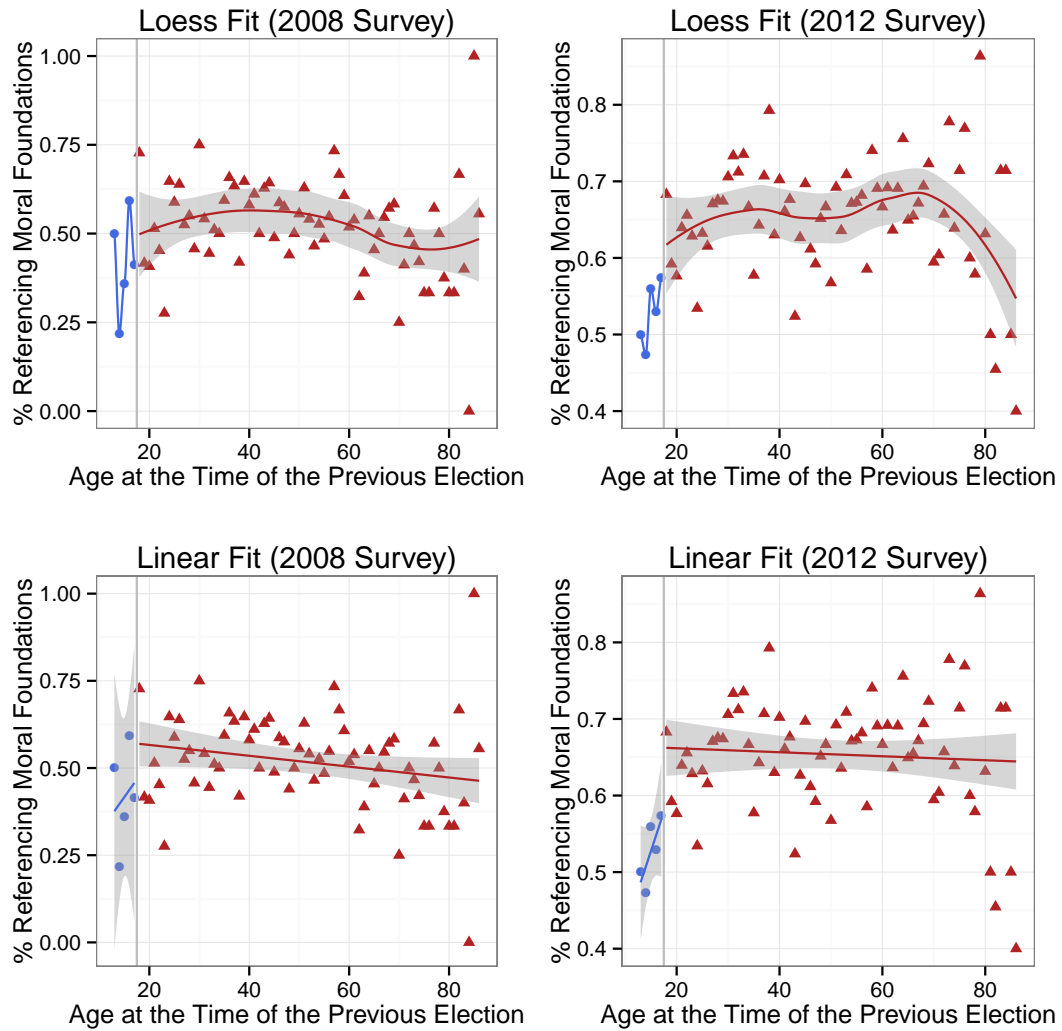 Loess Fit (2008 Survey)
% Referencing Moral Foundations
1.00
0.75
0.50
0.25
0.00
20 40 60 80
Age at the Time of the Previous Election
Loess Fit (2012 Survey)
% Referencing Moral Foundations
0.8
0.7
0.6
0.5
0.4
20 40 60 80
Age at the Time of the Previous Election
Linear Fit (2008 Survey)
% Referencing Moral Foundations
1.00
0.75
0.50
0.25
0.00
20 40 60 80
Age at the Time of the Previous Election
Linear Fit (2012 Survey)
% Referencing Moral Foundations
0.8
0.7
0.6
0.5
0.4
20 40 60 80
Age at the Time of the Previous Election